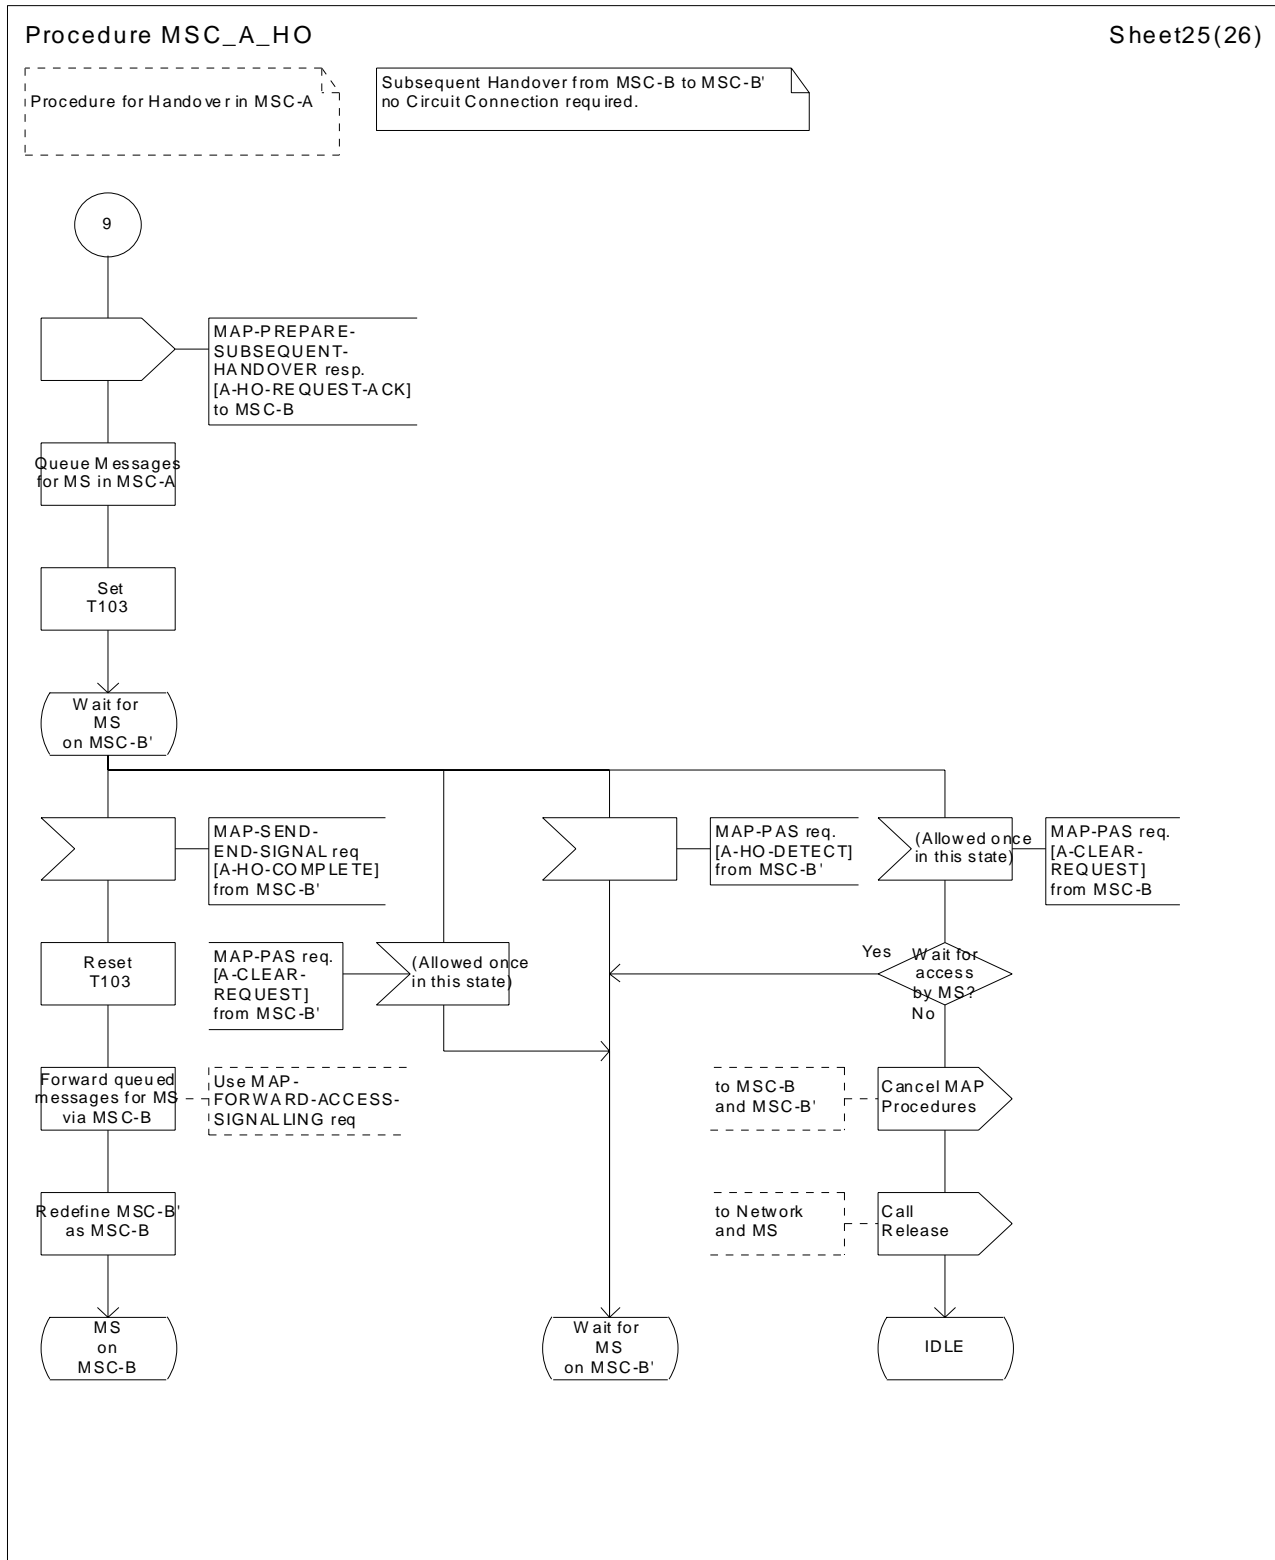 Procedure MSC_A_HO
Sheet25(26)
Procedure for Handover in MSC-A
Subsequent Handover from MSC-B to MSC-B'
no Circuit Connection required.
9
MAP-PREPARE-
SUBSEQUENT-
HANDOVER resp.
[A-HO-REQUEST-ACK]
to MSC-B
Queue Messages
for MS in MSC-A
Set
T103
Wait for
MS
on MSC-B'
MAP-SEND-
END-SIGNAL req
[A-HO-COMPLETE]
from MSC-B'
MAP-PAS req.
[A-HO-DETECT]
from MSC-B'
(Allowed once
in this state)
MAP-PAS req.
[A-CLEAR-
REQUEST]
from MSC-B
Reset
T103
MAP-PAS req.
[A-CLEAR-
REQUEST]
from MSC-B'
(Allowed once
in this state)
Yes
Wait for
access
by MS?
No
Forward queued
messages for MS
via MSC-B
Use MAP-
FORWARD-ACCESS-
SIGNALLING req
to MSC-B
and MSC-B'
Cancel MAP
Procedures
Redefine MSC-B'
as MSC-B
to Network
and MS
Call
Release
MS
on
MSC-B
Wait for
MS
on MSC-B'
IDLE